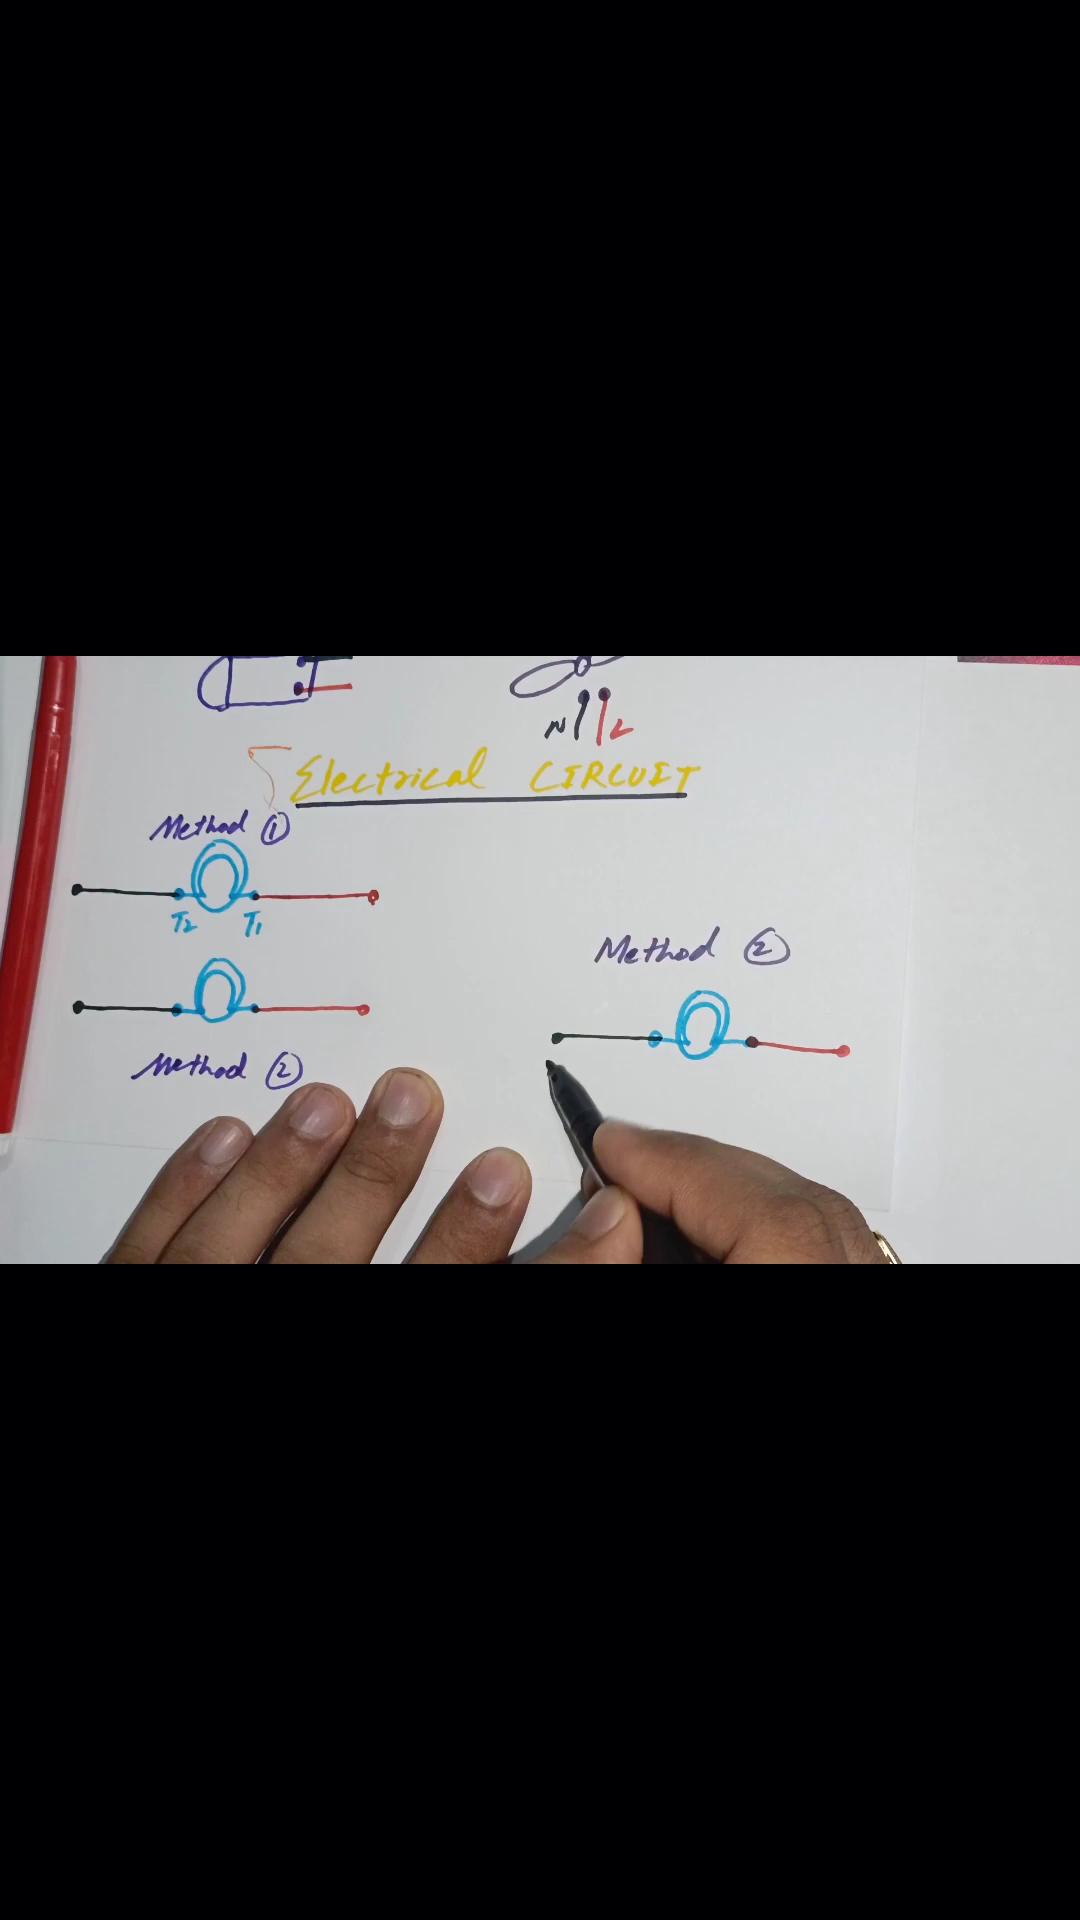 N L
Electrical CIRCUIT
Method ①
T2 T1
Method ②
Method ②